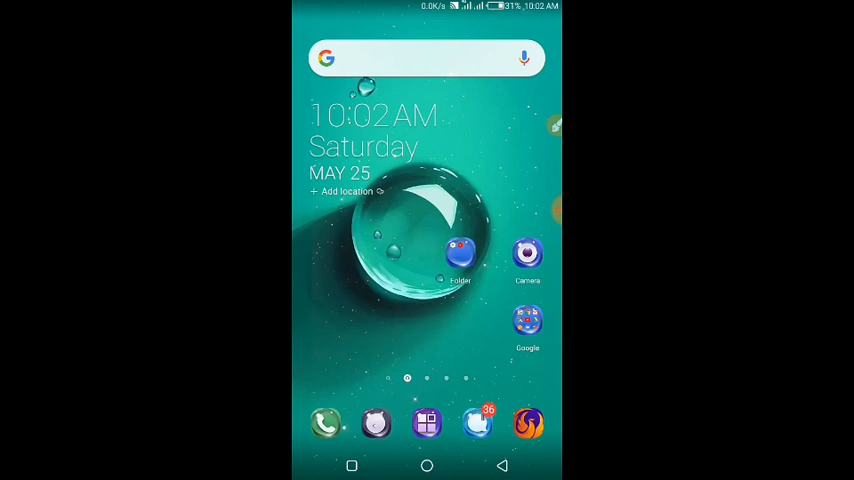 0.0K/s 31% 10:02 AM
10:02AM
Saturday
MAY 25
+ Add location
Folder
Camera
Google
36